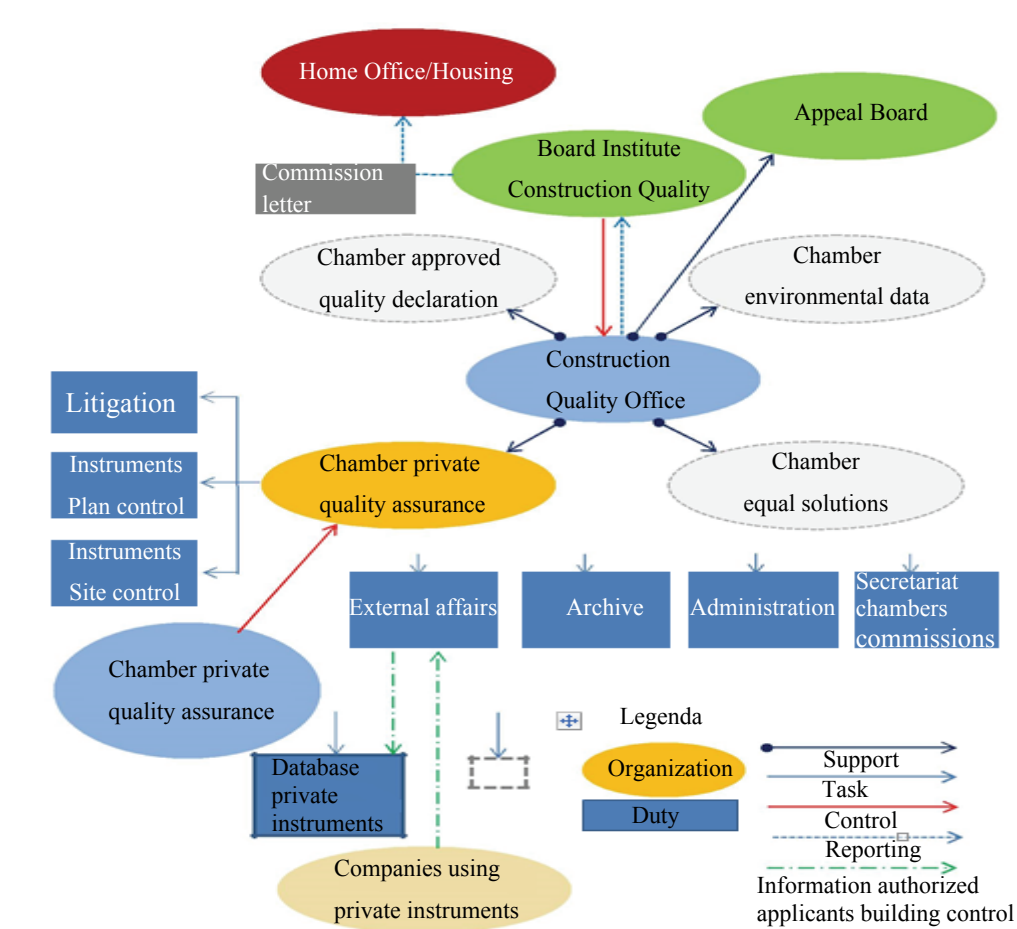 Home Office/Housing
Appeal Board
Board Institute
Construction Quality
Commission
letter
Chamber approved
quality declaration
Chamber
environmental data
Construction
Quality Office
Litigation
Instruments
Plan control
Instruments
Site control
Chamber private
quality assurance
Chamber
equal solutions
External affairs
Archive
Administration
Secretariat
chambers
commissions
Chamber private
quality assurance
Database
private
instruments
Companies using
private instruments
Legenda
Organization
Duty
Support
Task
Control
Reporting
Information authorized
applicants building control